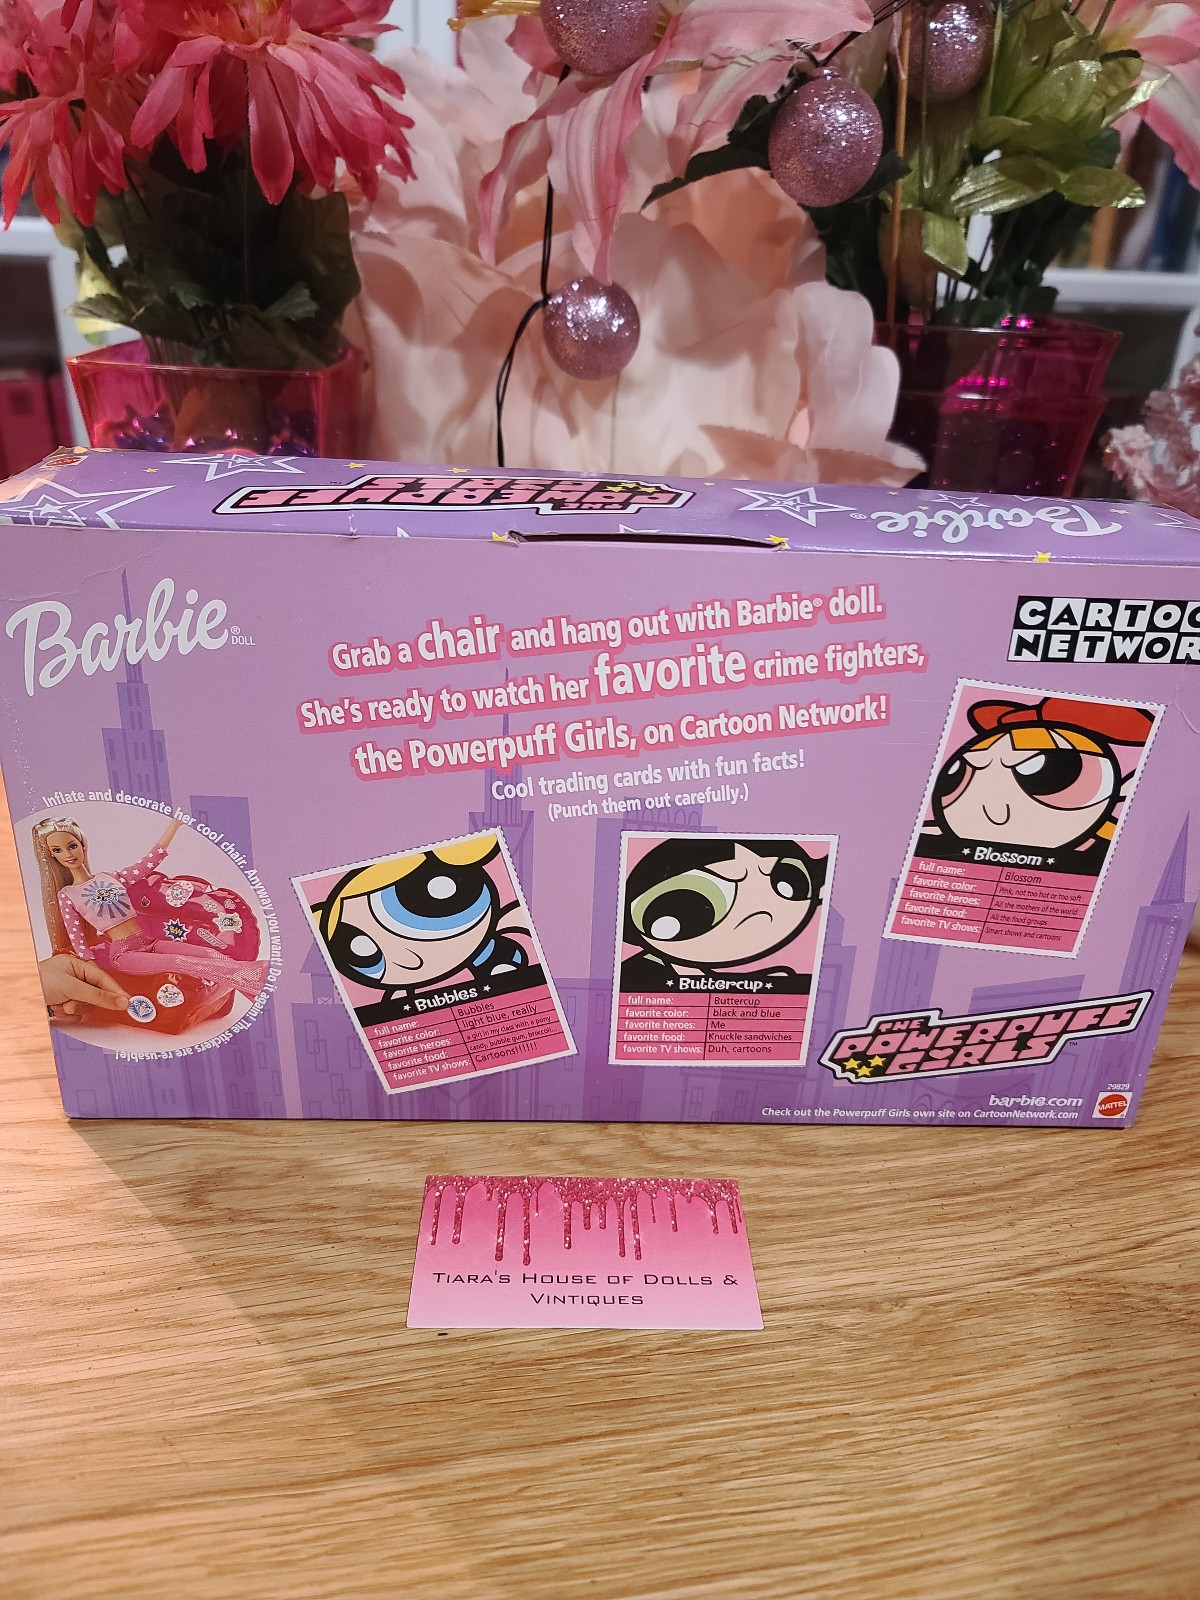 THE
POWERPUFF
GIRLS
Barbie®
Barbie®
DOLL
Grab a chair and hang out with Barbie® doll.
She's ready to watch her favorite crime fighters,
the Powerpuff Girls, on Cartoon Network!
Cool trading cards with fun facts!
(Punch them out carefully.)
CARTOO
NETWOR
Inflate and decorate her cool chair. Anyway you want! Do it again! The stickers are re-usable!
Blossom
full name: Blossom
favorite color: Pink, not too hot or too soft
favorite heroes: All the mothers of the world
favorite food: All the food groups
favorite TV shows: Smart shows and cartoons
Bubbles
full name: Bubbles
favorite color: light blue, really
favorite heroes: a girl in my class with a pony
favorite food: candy, bubble gum, broccoli...
favorite TV shows: Cartoons!!!!!!
Buttercup
full name: Buttercup
favorite color: black and blue
favorite heroes: Me
favorite food: Knuckle sandwiches
favorite TV shows: Duh, cartoons
THE
POWERPUFF
GIRLS™
29829
barbie.com
MATTEL
Check out the Powerpuff Girls own site on CartoonNetwork.com
TIARA'S HOUSE OF DOLLS &
VINTIQUES